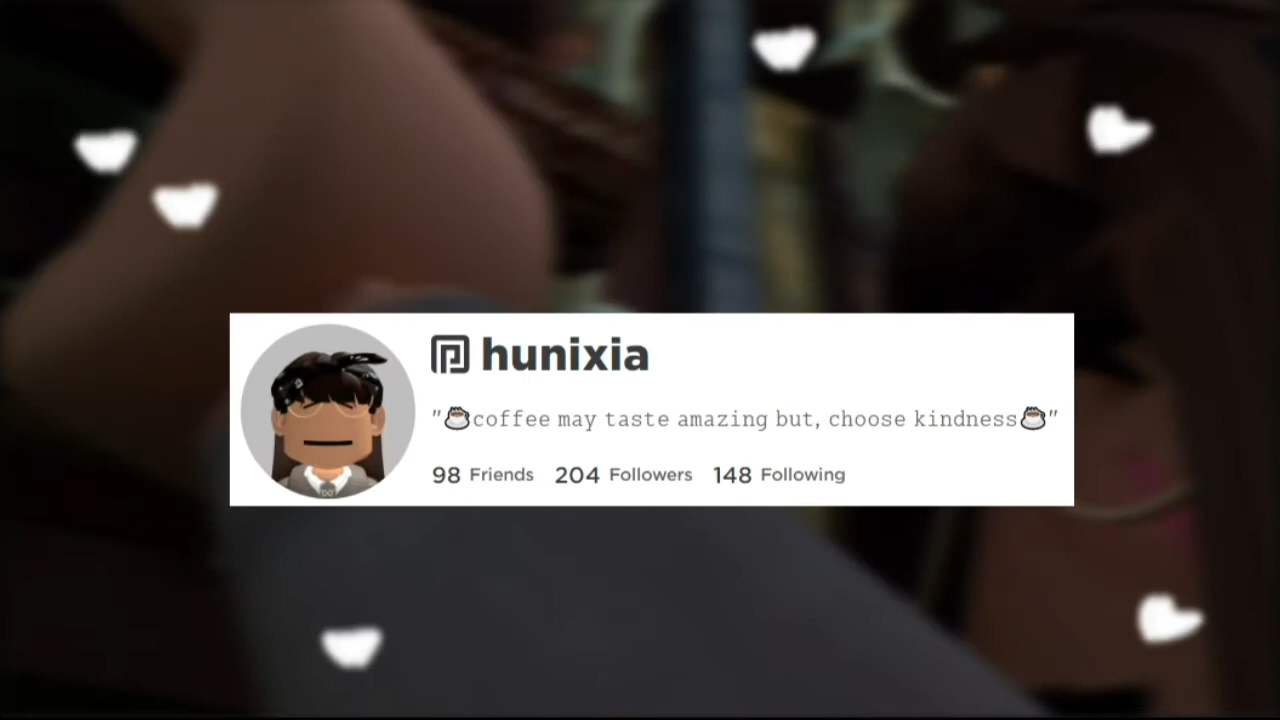 hunixia
"☕coffee may taste amazing but, choose kindness☕"
98 Friends 204 Followers 148 Following